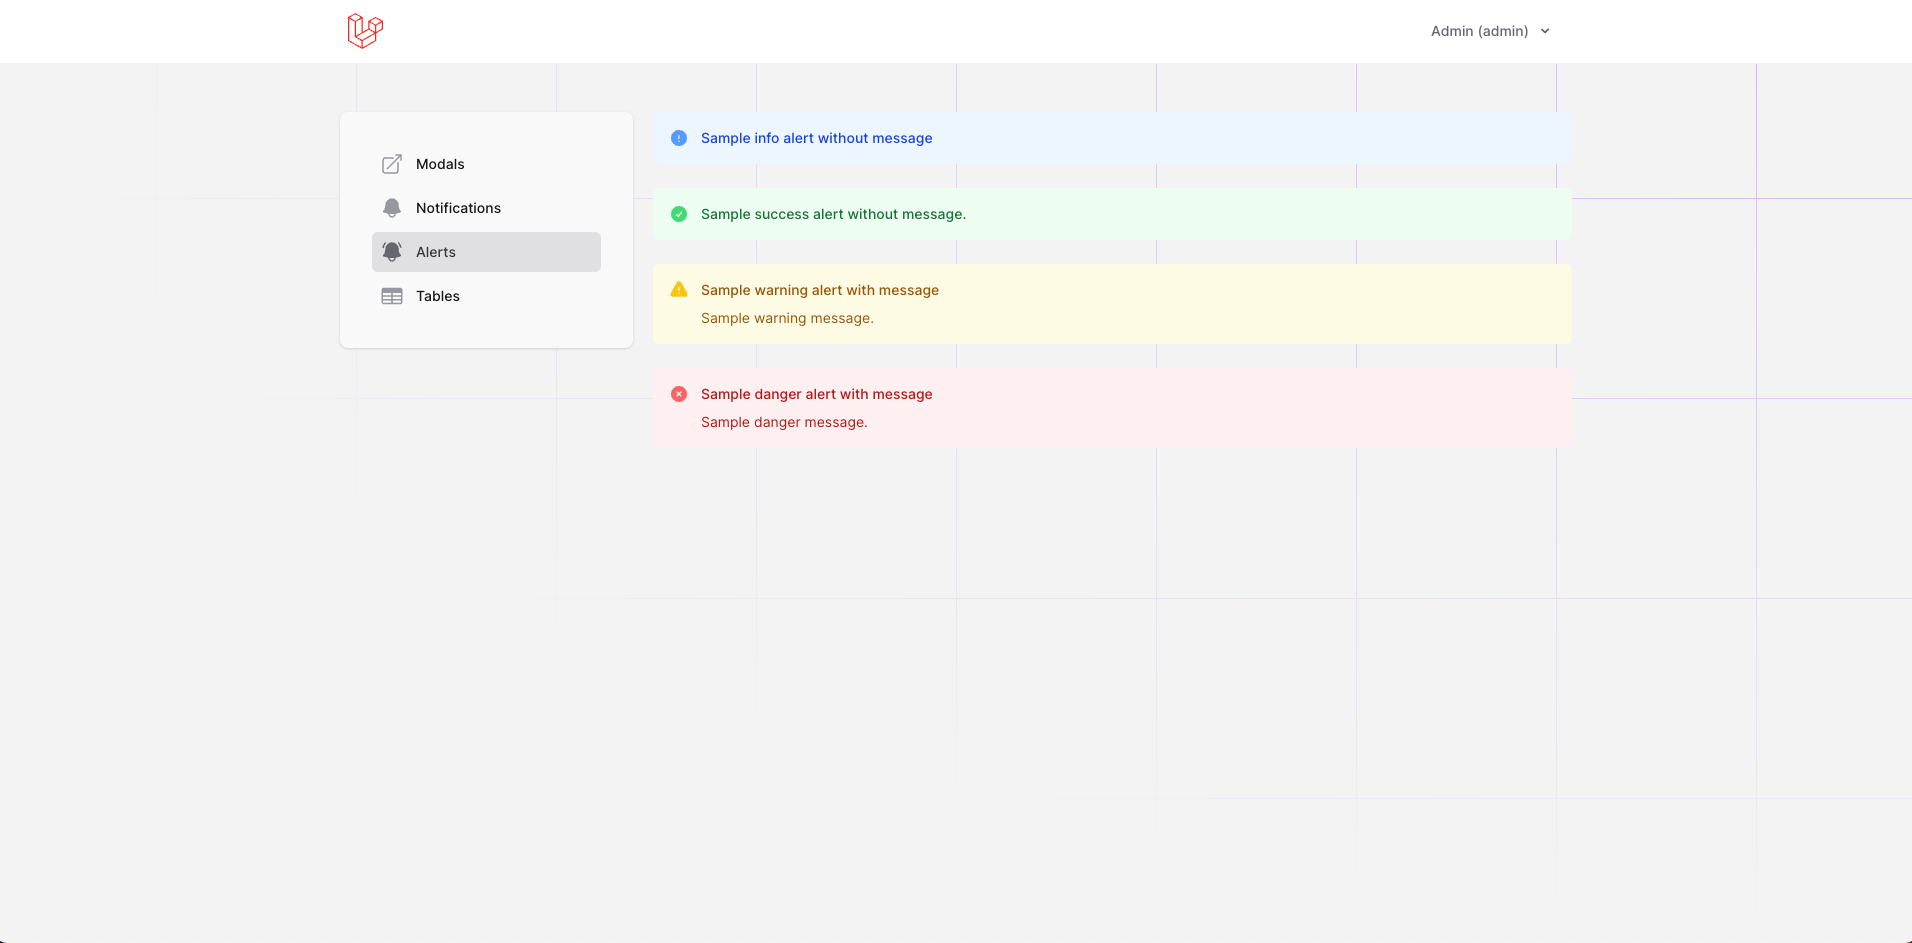 Admin (admin)
Modals
Notifications
Alerts
Tables
Sample info alert without message
Sample success alert without message.
Sample warning alert with message
Sample warning message.
Sample danger alert with message
Sample danger message.